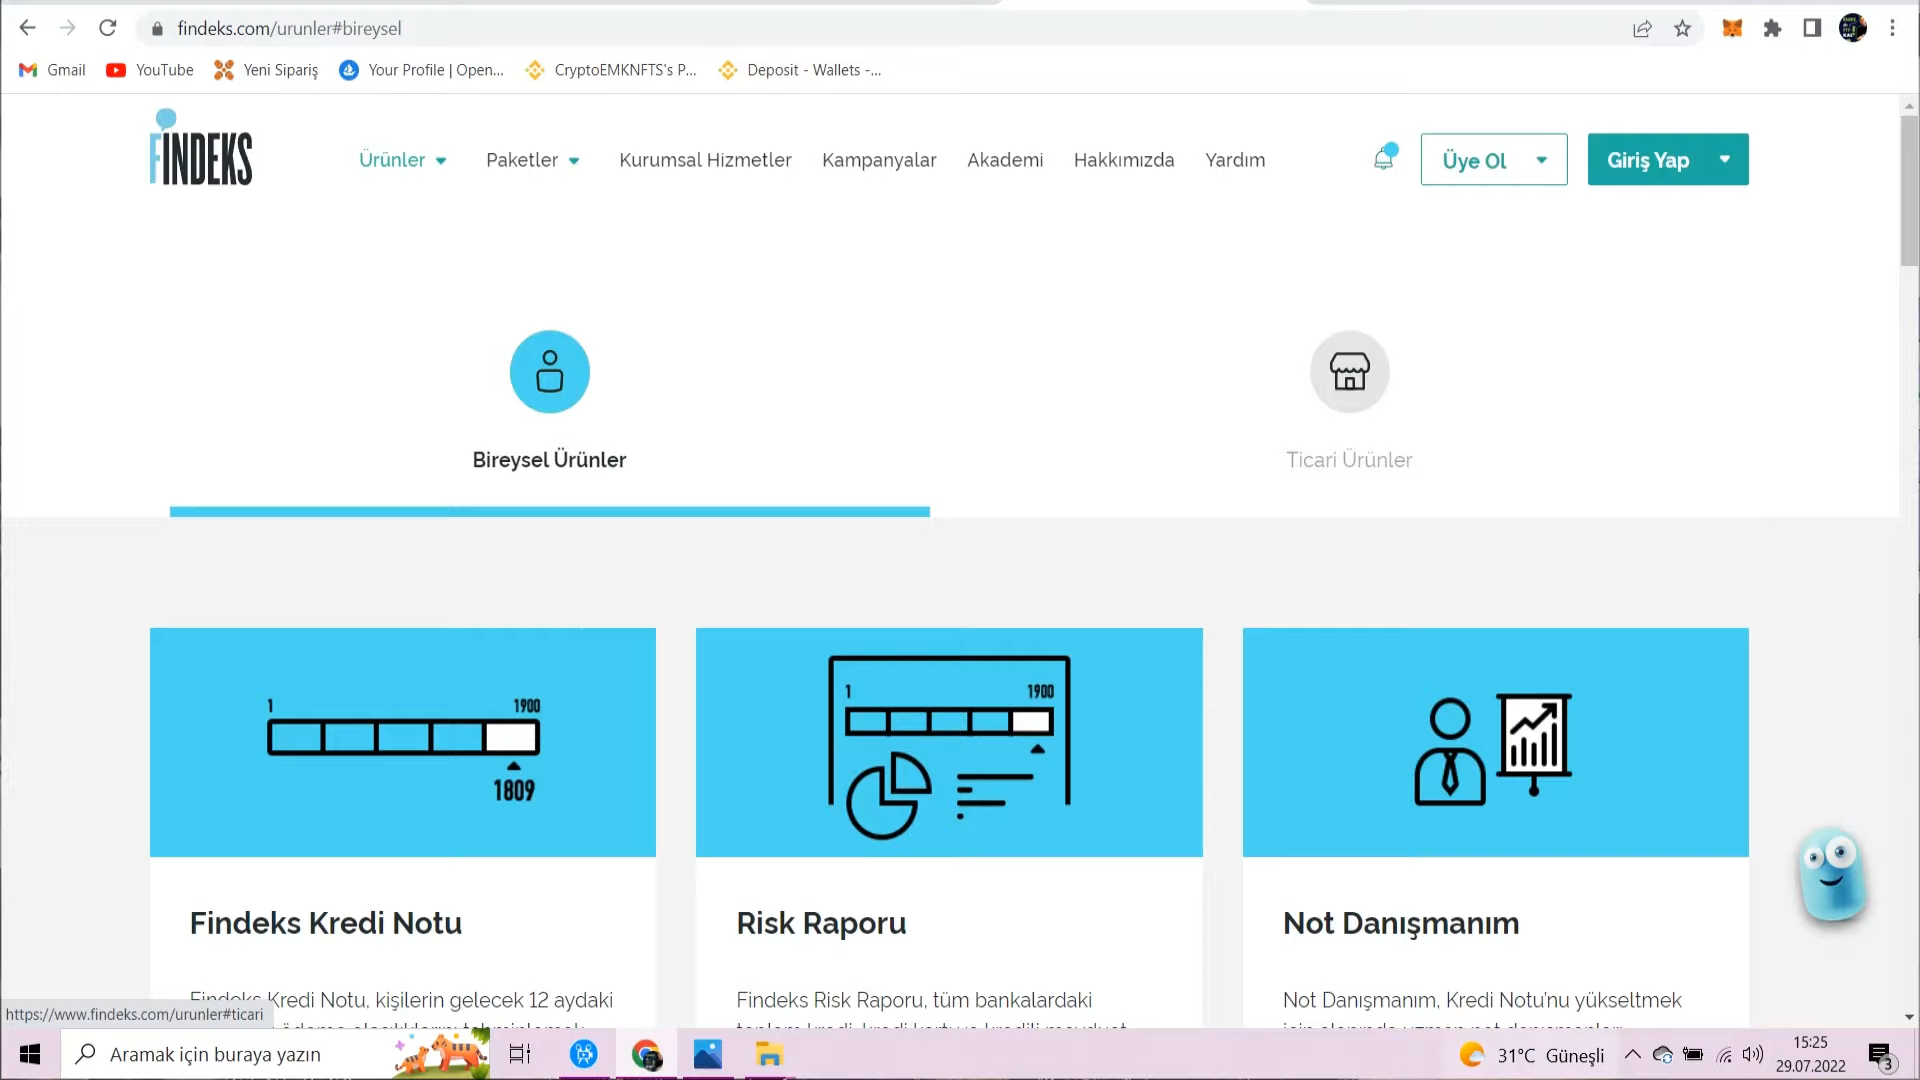 findeks.com/urunler#bireysel
Gmail
YouTube
Yeni Sipariş
Your Profile | Open...
CryptoEMKNFTS's P...
Deposit - Wallets -...
FINDEKS
Ürünler
Paketler
Kurumsal Hizmetler
Kampanyalar
Akademi
Hakkımızda
Yardım
Üye Ol
Giriş Yap
Bireysel Ürünler
Ticari Ürünler
1 1900
1809
1 1900
Findeks Kredi Notu
Risk Raporu
Not Danışmanım
Findeks Kredi Notu, kişilerin gelecek 12 aydaki
Findeks Risk Raporu, tüm bankalardaki
Not Danışmanım, Kredi Notu'nu yükseltmek
https://www.findeks.com/urunler#ticari
Aramak için buraya yazın
31°C Güneşli
15:25
29.07.2022
3